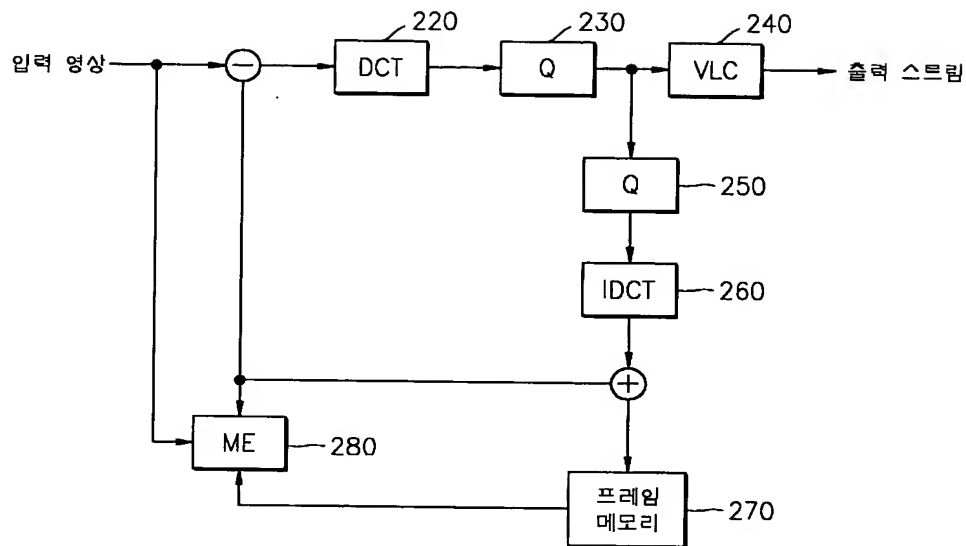 220
230
240
입력 영상
−
DCT
Q
VLC
출력 스트림
Q
250
IDCT
260
+
ME
280
프레임
메모리
270